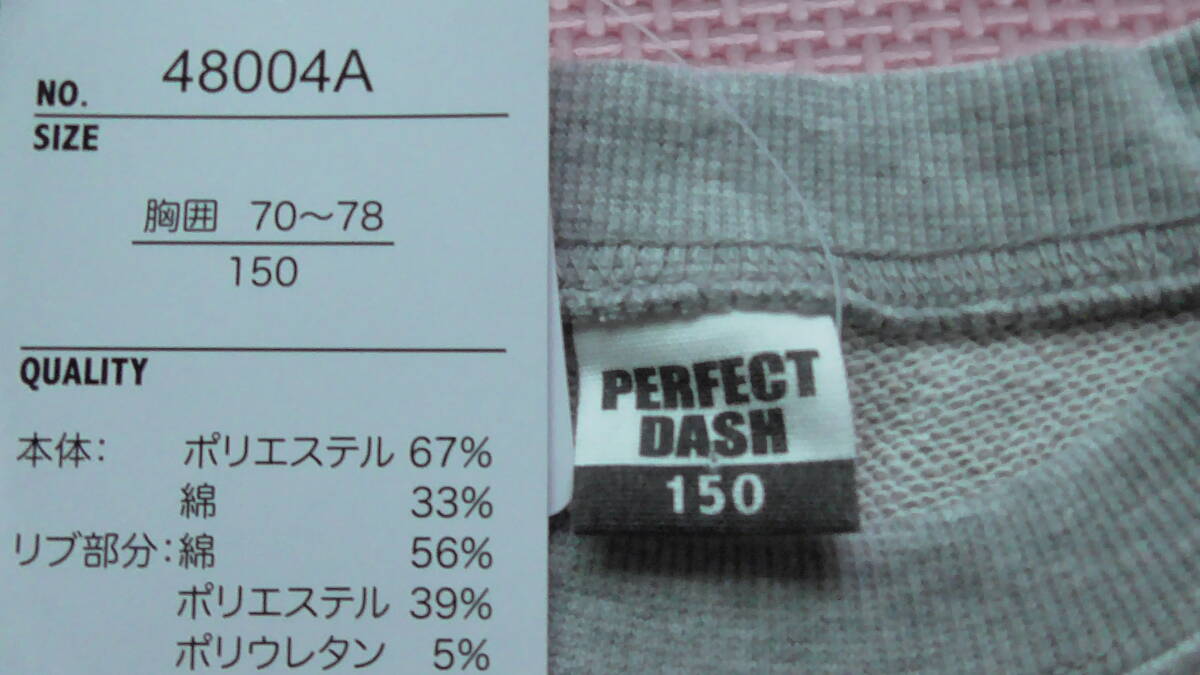 NO. 48004A
SIZE
胸囲 70～78
150
QUALITY
本体: ポリエステル 67%
綿 33%
リブ部分:綿 56%
ポリエステル 39%
ポリウレタン 5%
PERFECT
DASH
150